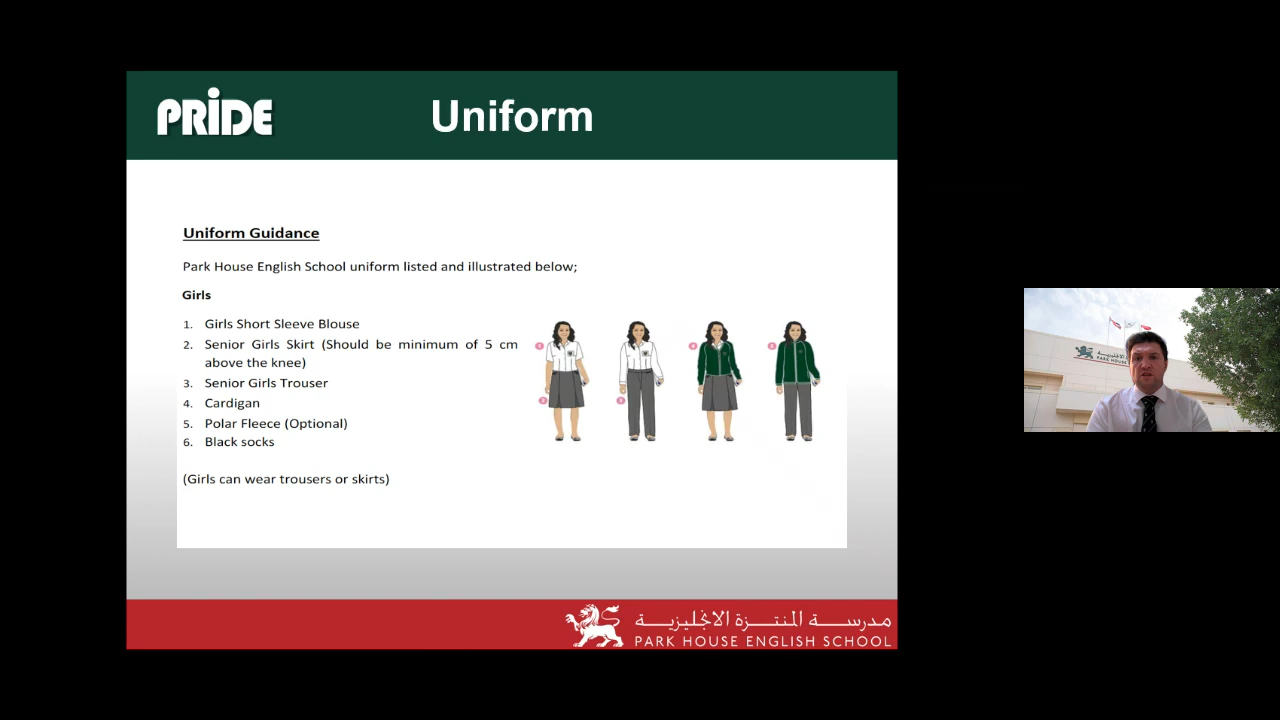 PRIDE
Uniform
Uniform Guidance
Park House English School uniform listed and illustrated below;
Girls
1. Girls Short Sleeve Blouse
2. Senior Girls Skirt (Should be minimum of 5 cm
above the knee)
3. Senior Girls Trouser
4. Cardigan
5. Polar Fleece (Optional)
6. Black socks
(Girls can wear trousers or skirts)
مدرسة المنتزة الانجليزية
PARK HOUSE ENGLISH SCHOOL